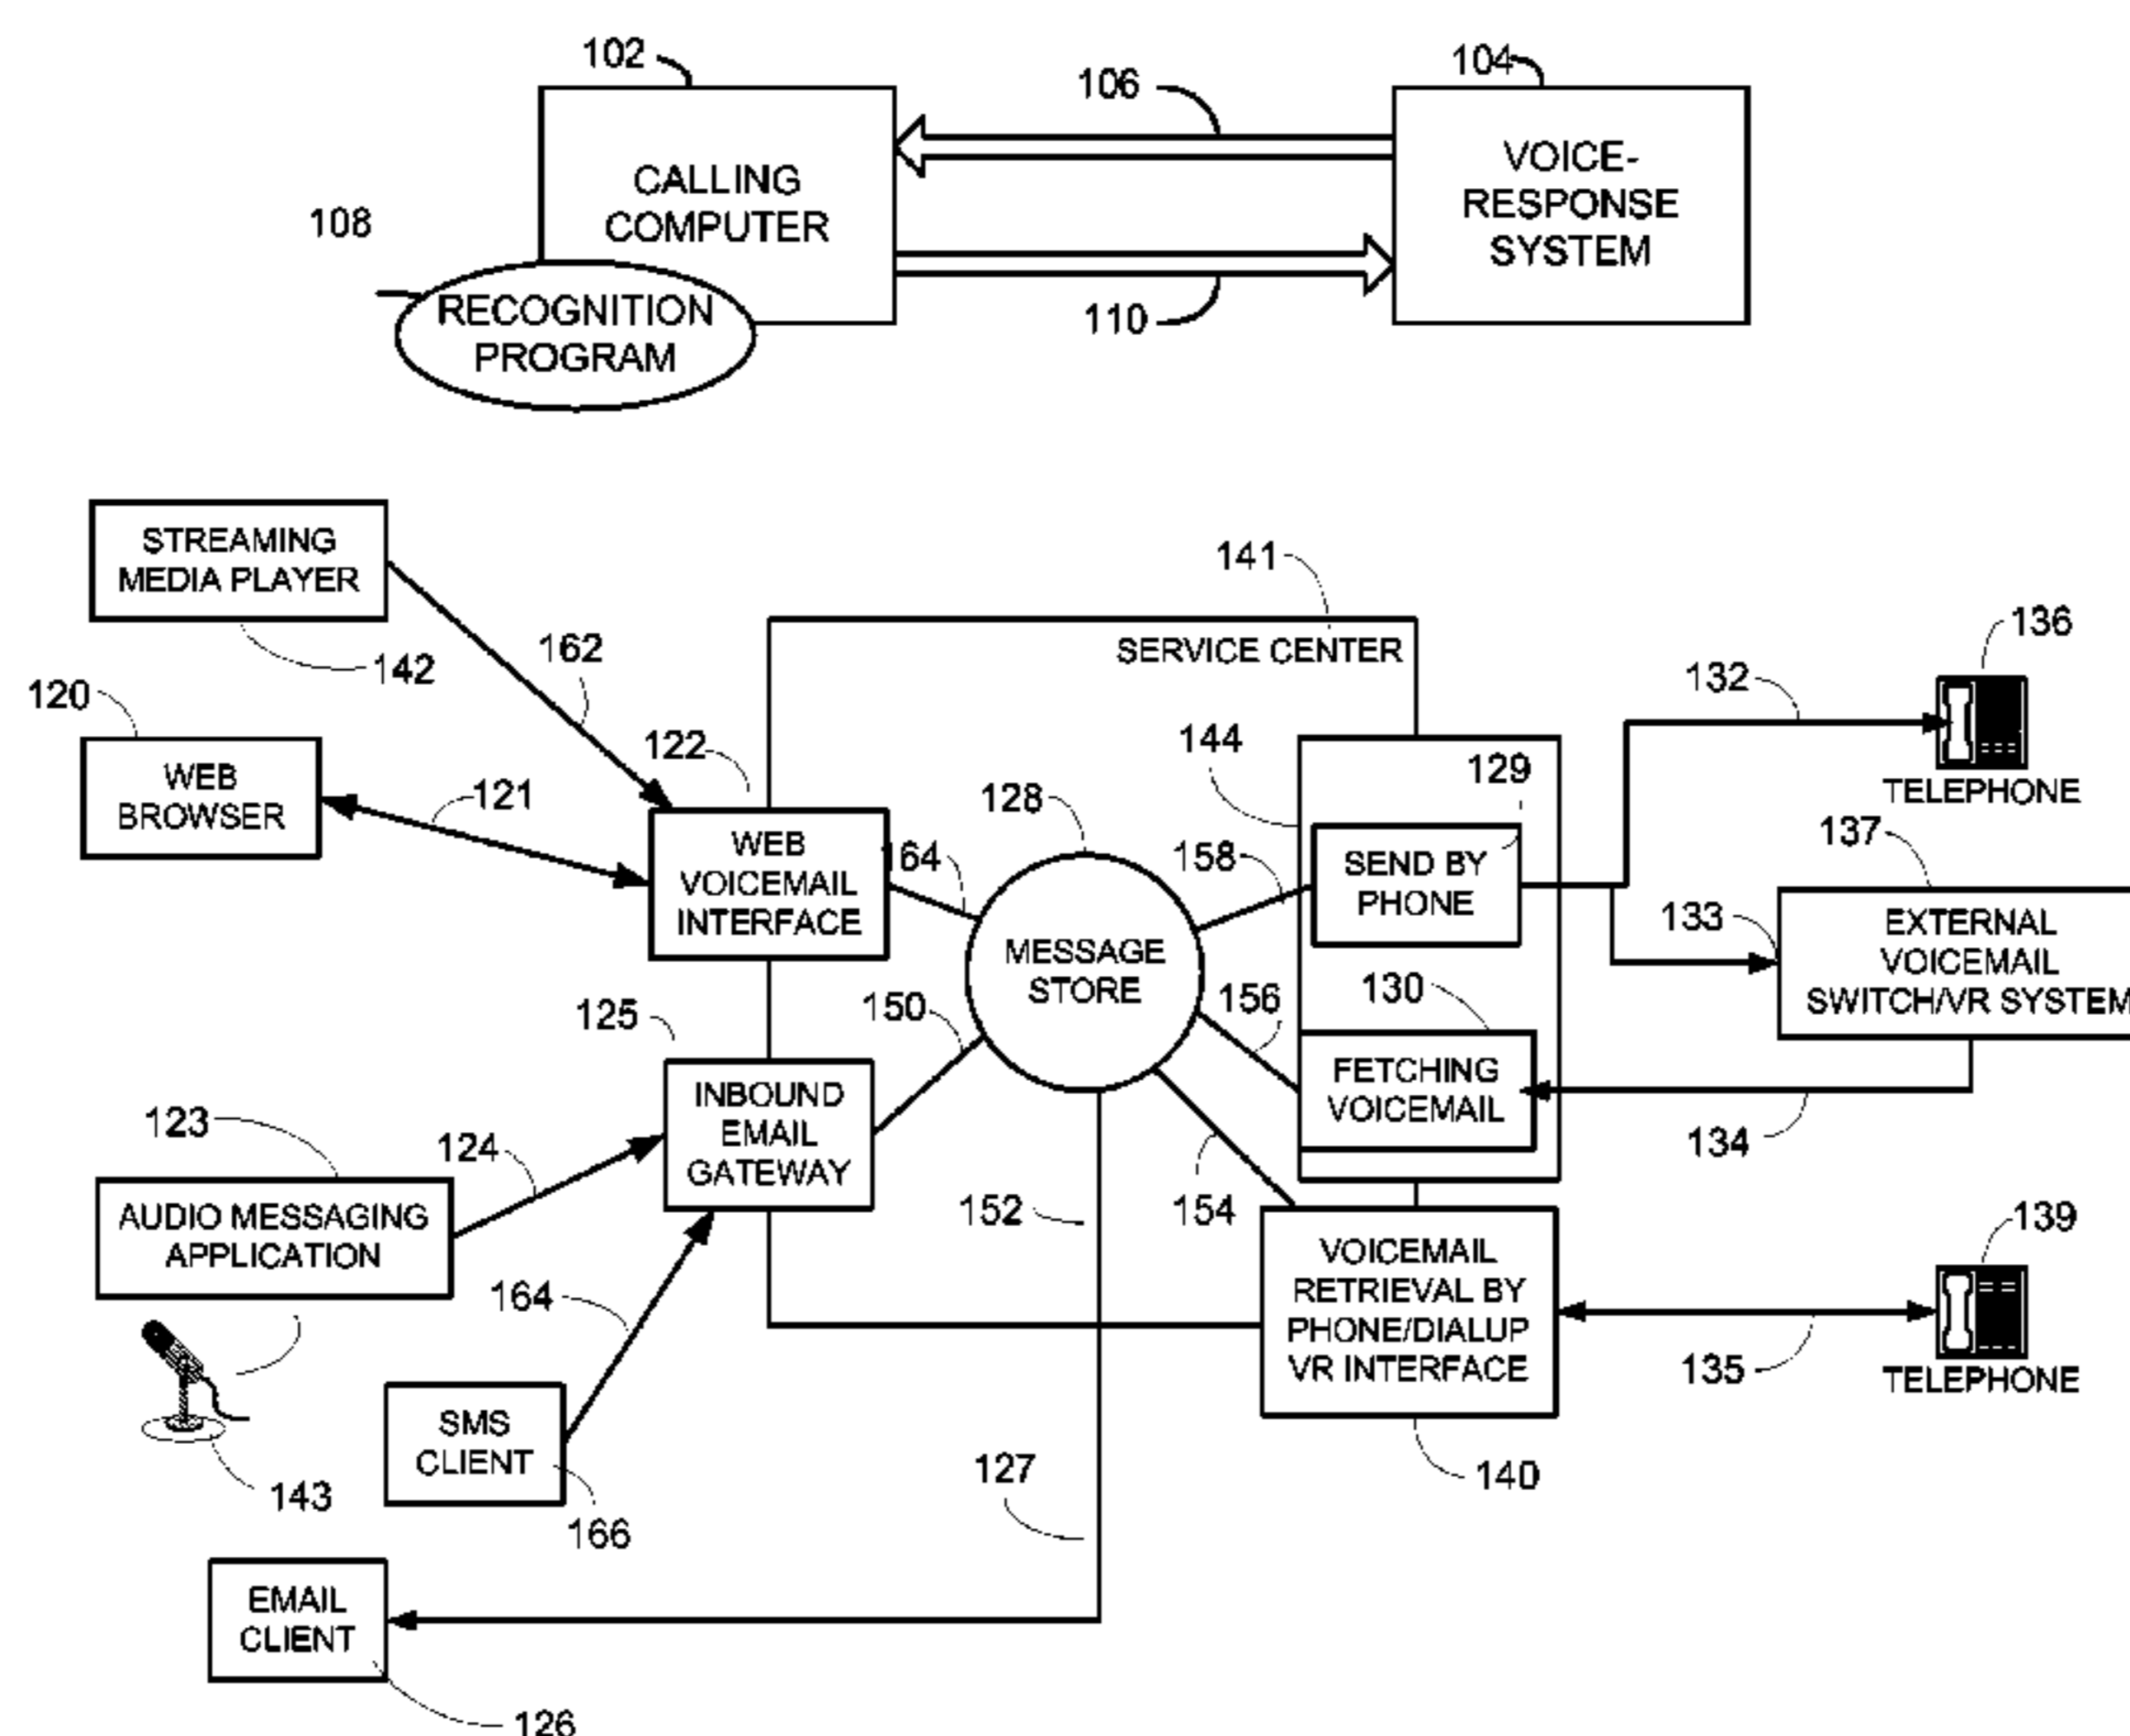 102
106
104
CALLING
COMPUTER
VOICE-
RESPONSE
SYSTEM
108
RECOGNITION
PROGRAM
110
STREAMING
MEDIA PLAYER
142
162
141
SERVICE CENTER
136
TELEPHONE
132
120
WEB
BROWSER
121
122
WEB
VOICEMAIL
INTERFACE
164
128
MESSAGE
STORE
144
129
158
SEND BY
PHONE
137
133
EXTERNAL
VOICEMAIL
SWITCH/VR SYSTEM
125
150
156
130
FETCHING
VOICEMAIL
134
INBOUND
EMAIL
GATEWAY
123
124
AUDIO MESSAGING
APPLICATION
152
154
139
TELEPHONE
VOICEMAIL
RETRIEVAL BY
PHONE/DIALUP
VR INTERFACE
135
164
143
SMS
CLIENT
166
127
140
EMAIL
CLIENT
126